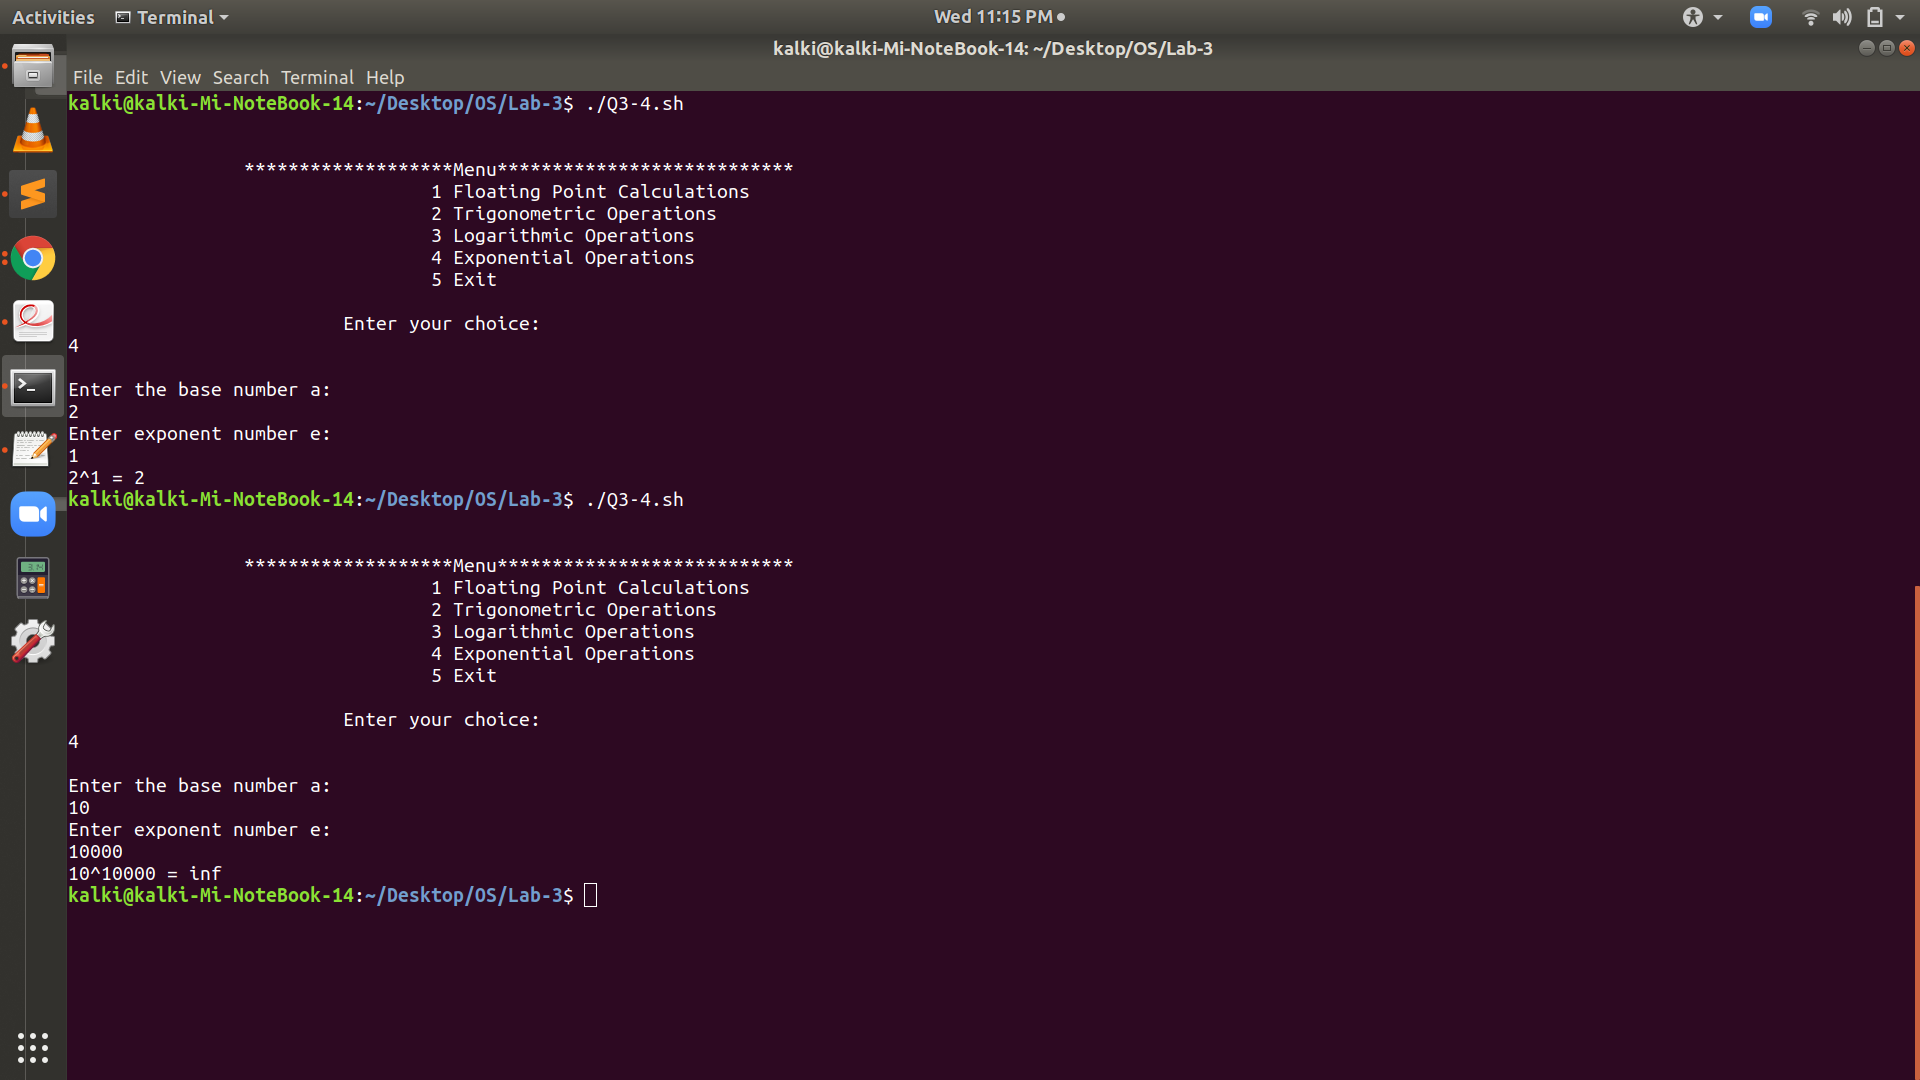 Activities Terminal Wed 11:15 PM
kalki@kalki-Mi-NoteBook-14: ~/Desktop/OS/Lab-3
File Edit View Search Terminal Help
kalki@kalki-Mi-NoteBook-14:~/Desktop/OS/Lab-3$ ./Q3-4.sh
*******************Menu***************************
1 Floating Point Calculations
2 Trigonometric Operations
3 Logarithmic Operations
4 Exponential Operations
5 Exit
Enter your choice:
4
Enter the base number a:
2
Enter exponent number e:
1
2^1 = 2
kalki@kalki-Mi-NoteBook-14:~/Desktop/OS/Lab-3$ ./Q3-4.sh
*******************Menu***************************
1 Floating Point Calculations
2 Trigonometric Operations
3 Logarithmic Operations
4 Exponential Operations
5 Exit
Enter your choice:
4
Enter the base number a:
10
Enter exponent number e:
10000
10^10000 = inf
kalki@kalki-Mi-NoteBook-14:~/Desktop/OS/Lab-3$